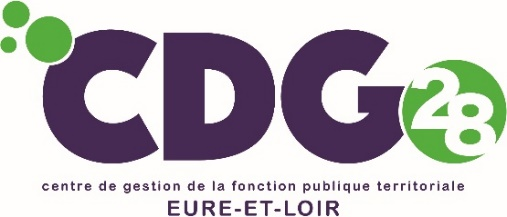 CDG28
centre de gestion de la fonction publique territoriale
EURE-ET-LOIR